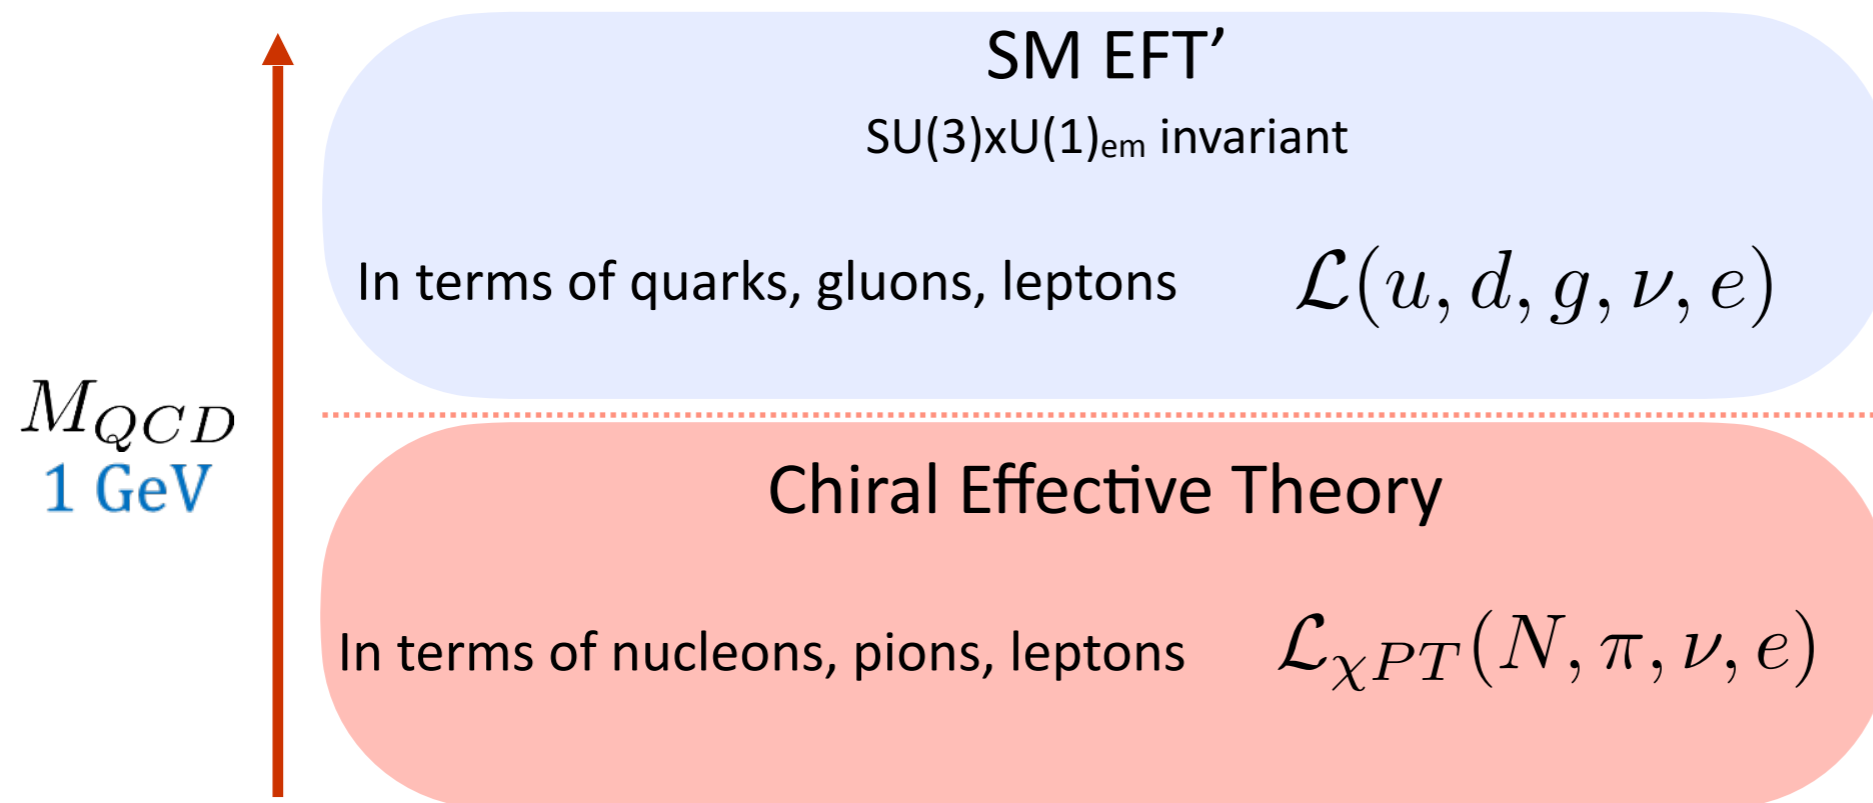 SM EFT’
SU(3)xU(1)em invariant
In terms of quarks, gluons, leptons
ℒ(u, d, g, ν, e)
M_{QCD}
1 GeV
Chiral Effective Theory
In terms of nucleons, pions, leptons
ℒ_{χPT}(N, π, ν, e)